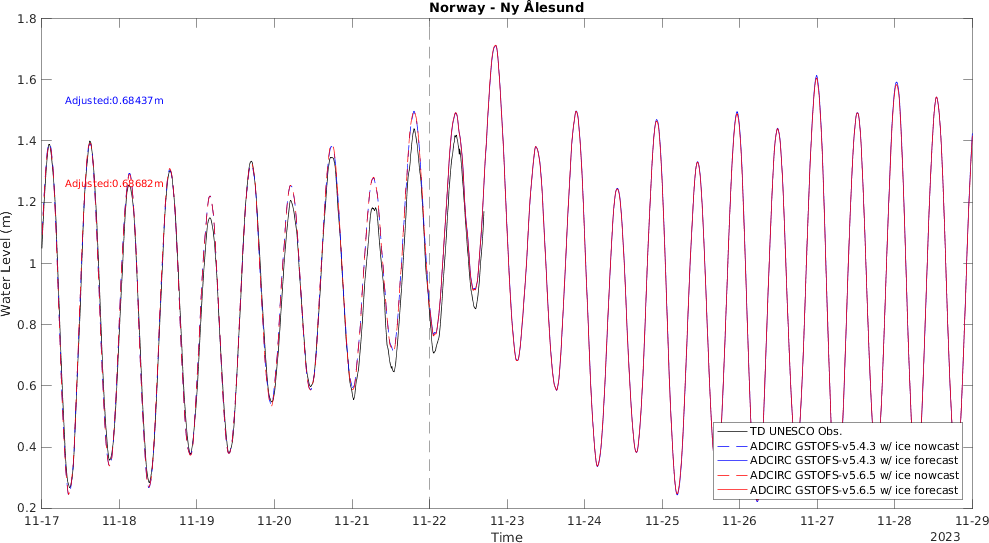 Norway - Ny Ålesund
1.8
1.6
1.4
1.2
1
0.8
0.6
0.4
0.2
Water Level (m)
Adjusted:0.68437m
Adjusted:0.68682m
TD UNESCO Obs.
ADCIRC GSTOFS-v5.4.3 w/ ice nowcast
ADCIRC GSTOFS-v5.4.3 w/ ice forecast
ADCIRC GSTOFS-v5.6.5 w/ ice nowcast
ADCIRC GSTOFS-v5.6.5 w/ ice forecast
11-17 11-18 11-19 11-20 11-21 11-22 11-23 11-24 11-25 11-26 11-27 11-28 11-29
Time
2023